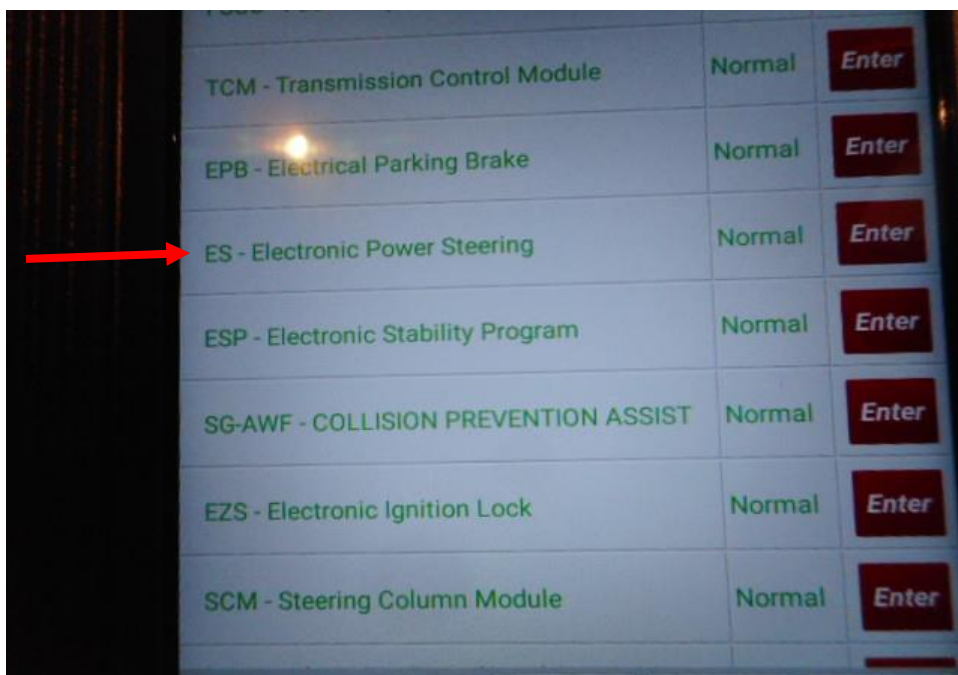 TCM - Transmission Control Module Normal Enter
EPB - Electrical Parking Brake Normal Enter
ES - Electronic Power Steering Normal Enter
ESP - Electronic Stability Program Normal Enter
SG-AWF - COLLISION PREVENTION ASSIST Normal Enter
EZS - Electronic Ignition Lock Normal Enter
SCM - Steering Column Module Normal Enter